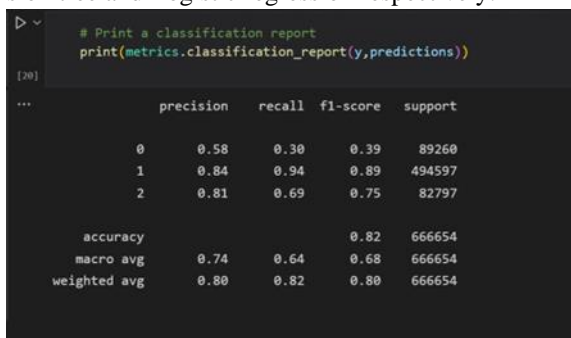 # Print a classification report
print(metrics.classification_report(y,predictions))
[20]
...
precision recall f1-score support
0 0.58 0.30 0.39 89260
1 0.84 0.94 0.89 494597
2 0.81 0.69 0.75 82797
accuracy 0.82 666654
macro avg 0.74 0.64 0.68 666654
weighted avg 0.80 0.82 0.80 666654